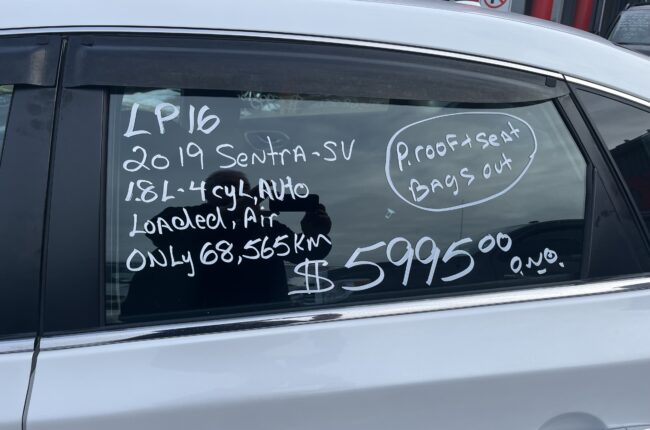 LP16
2019 SentrA-SV
1.8L-4cyL, AUto
LoAded, Air
ONLy 68,565Km
P.rooF + seAt
BAgs out
$5995.00 O.N.O.